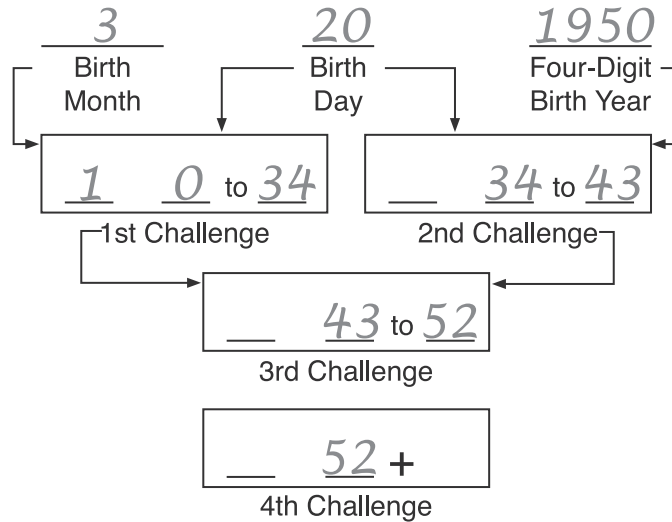 3 20 1950
Birth Month Birth Day Four-Digit Birth Year
1 0 to 34 34 to 43
1st Challenge 2nd Challenge
43 to 52
3rd Challenge
52 +
4th Challenge